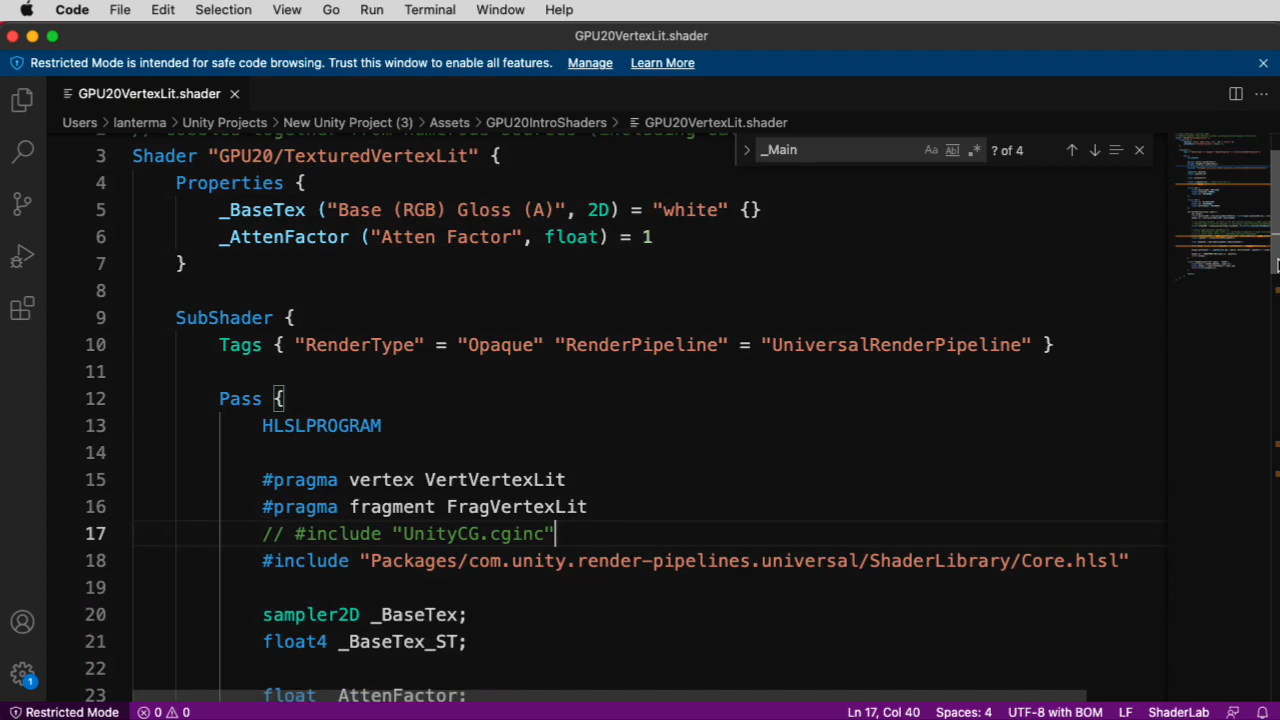 Code File Edit Selection View Go Run Terminal Window Help
GPU20VertexLit.shader
Restricted Mode is intended for safe code browsing. Trust this window to enable all features. Manage Learn More
GPU20VertexLit.shader
Users > lanterma > Unity Projects > New Unity Project (3) > Assets > GPU20IntroShaders > GPU20VertexLit.shader
_Main Aa ab .* ? of 4
3 Shader "GPU20/TexturedVertexLit" {
4 Properties {
5 _BaseTex ("Base (RGB) Gloss (A)", 2D) = "white" {}
6 _AttenFactor ("Atten Factor", float) = 1
7 }
8
9 SubShader {
10 Tags { "RenderType" = "Opaque" "RenderPipeline" = "UniversalRenderPipeline" }
11
12 Pass {
13 HLSLPROGRAM
14
15 #pragma vertex VertVertexLit
16 #pragma fragment FragVertexLit
17 // #include "UnityCG.cginc"
18 #include "Packages/com.unity.render-pipelines.universal/ShaderLibrary/Core.hlsl"
19
20 sampler2D _BaseTex;
21 float4 _BaseTex_ST;
22
23 float _AttenFactor;
1
Restricted Mode 0 0 Ln 17, Col 40 Spaces: 4 UTF-8 with BOM LF ShaderLab